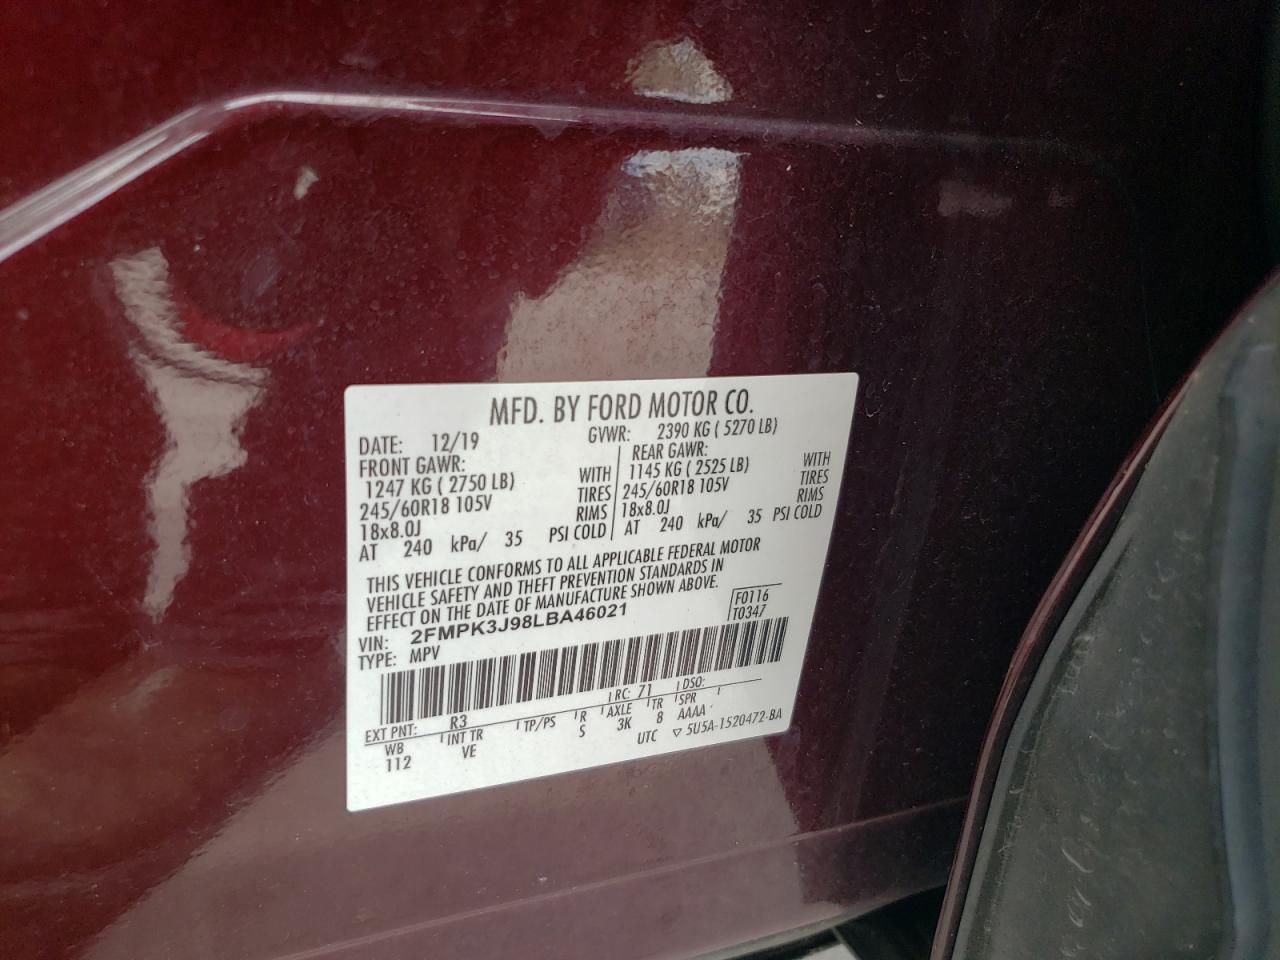 MFD. BY FORD MOTOR CO.
DATE: 12/19 GVWR: 2390 KG ( 5270 LB)
FRONT GAWR: REAR GAWR:
1247 KG ( 2750 LB) WITH 1145 KG ( 2525 LB) WITH
245/60R18 105V TIRES 245/60R18 105V TIRES
18x8.0J RIMS 18x8.0J RIMS
AT 240 kPa/ 35 PSI COLD AT 240 kPa/ 35 PSI COLD
THIS VEHICLE CONFORMS TO ALL APPLICABLE FEDERAL MOTOR
VEHICLE SAFETY AND THEFT PREVENTION STANDARDS IN
EFFECT ON THE DATE OF MANUFACTURE SHOWN ABOVE.
VIN: 2FMPK3J98LBA46021 F0116
TYPE: MPV T0347
EXT PNT: R3 RC: 71 DSO:
WB INT TR TP/PS R AXLE TR SPR
112 VE S 3K 8 AAAA
UTC ▽ 5U5A-1520472-BA